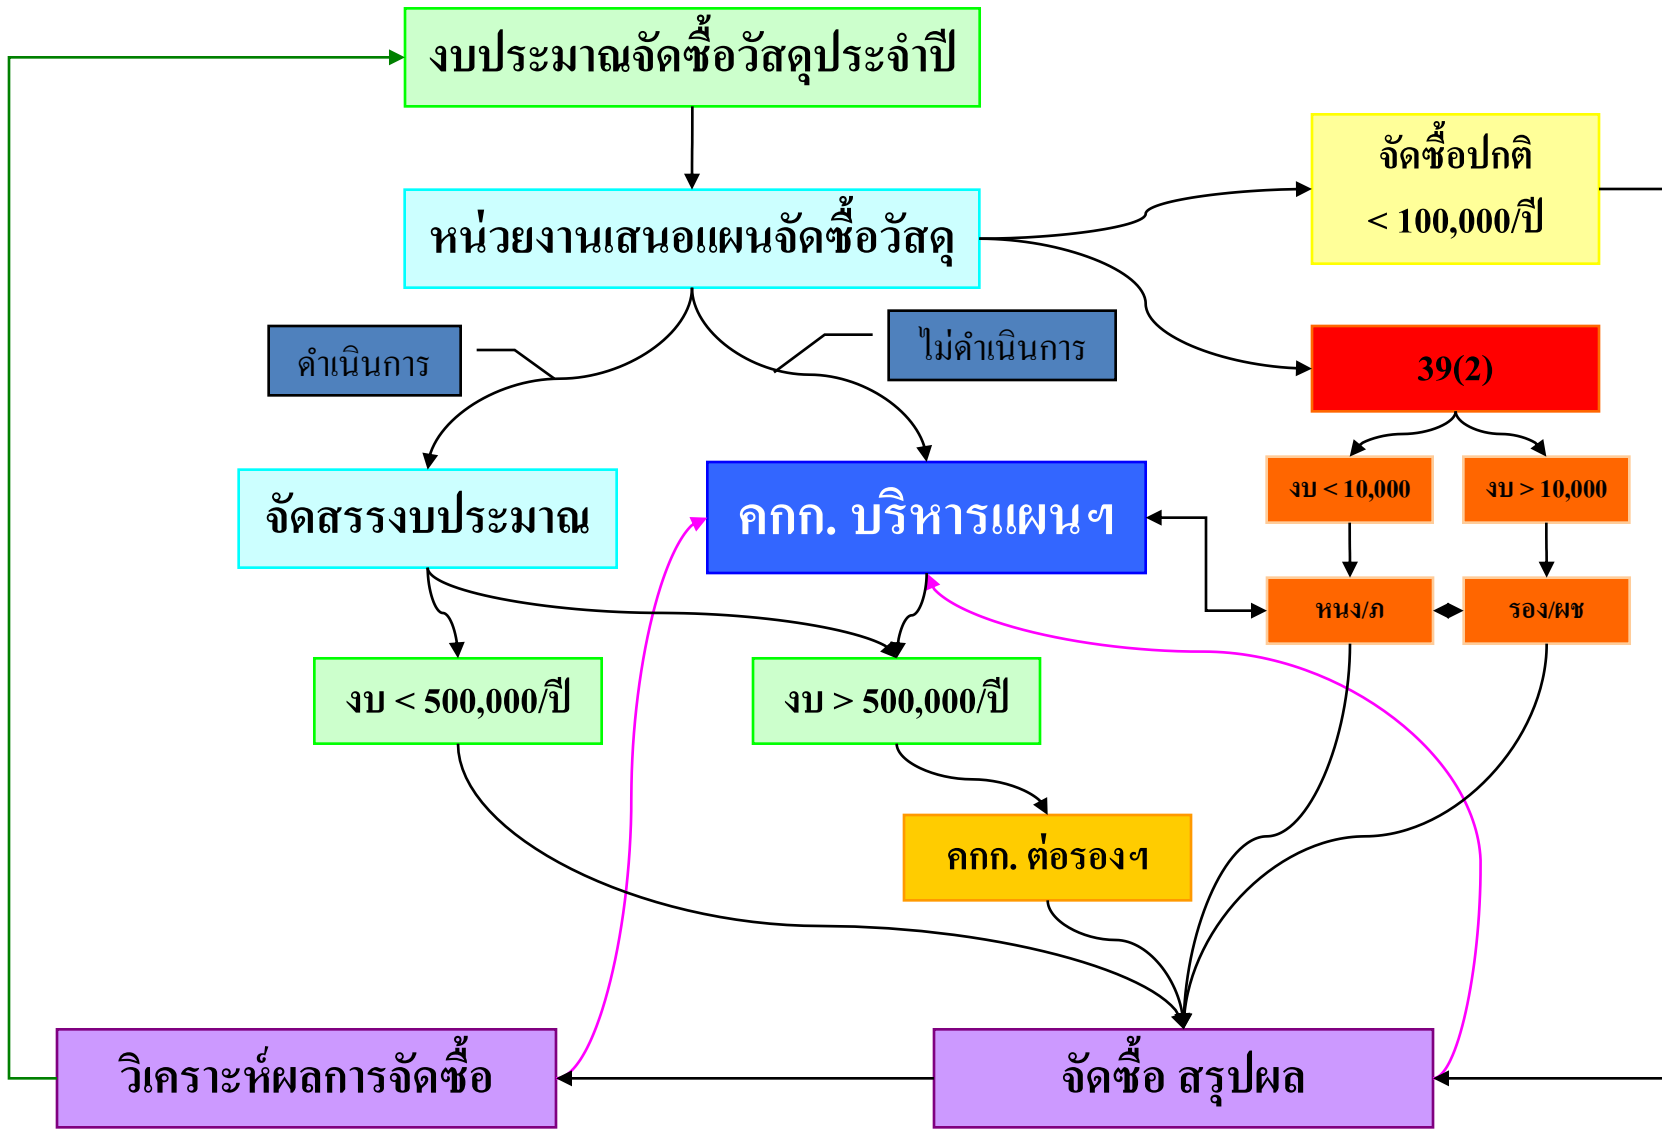 งบประมาณจัดซื้อวัสดุประจำปี
จัดซื้อปกติ
< 100,000/ปี
หน่วยงานเสนอแผนจัดซื้อวัสดุ
ดำเนินการ
ไม่ดำเนินการ
39(2)
จัดสรรงบประมาณ
คกก. บริหารแผนฯ
งบ < 10,000
งบ > 10,000
หนง/ภ
รอง/ผช
งบ < 500,000/ปี
งบ > 500,000/ปี
คกก. ต่อรองฯ
วิเคราะห์ผลการจัดซื้อ
จัดซื้อ สรุปผล